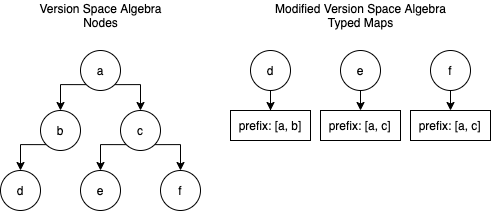 Version Space Algebra
Nodes
a
b
c
d
e
f
Modified Version Space Algebra
Typed Maps
d
e
f
prefix: [a, b]
prefix: [a, c]
prefix: [a, c]